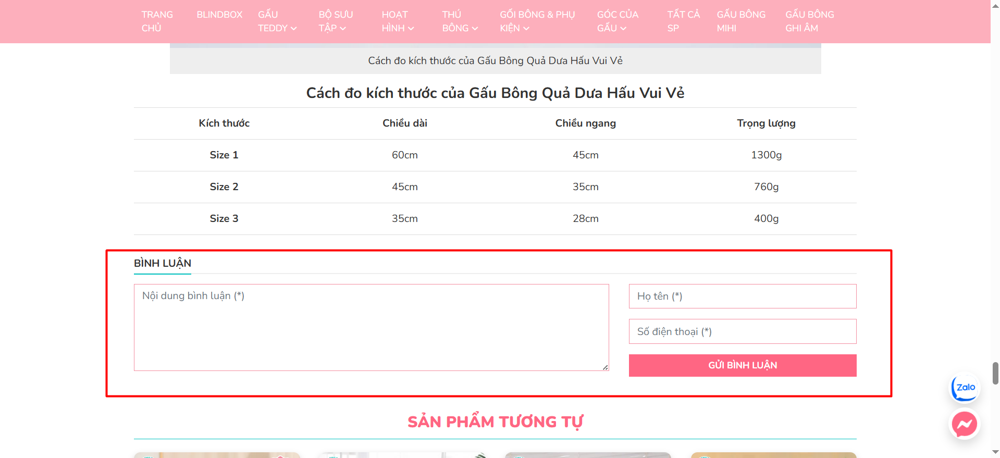 TRANG CHỦ
BLINDBOX
GẤU TEDDY
BỘ SƯU TẬP
HOẠT HÌNH
THÚ BÔNG
GỐI BÔNG & PHỤ KIỆN
GÓC CỦA GẤU
TẤT CẢ SP
GẤU BÔNG MIHI
GẤU BÔNG GHI ÂM
Cách đo kích thước của Gấu Bông Quả Dưa Hấu Vui Vẻ
Cách đo kích thước của Gấu Bông Quả Dưa Hấu Vui Vẻ
Kích thước Chiều dài Chiều ngang Trọng lượng
Size 1 60cm 45cm 1300g
Size 2 45cm 35cm 760g
Size 3 35cm 28cm 400g
BÌNH LUẬN
Nội dung bình luận (*)
Họ tên (*)
Số điện thoại (*)
GỬI BÌNH LUẬN
Zalo
SẢN PHẨM TƯƠNG TỰ